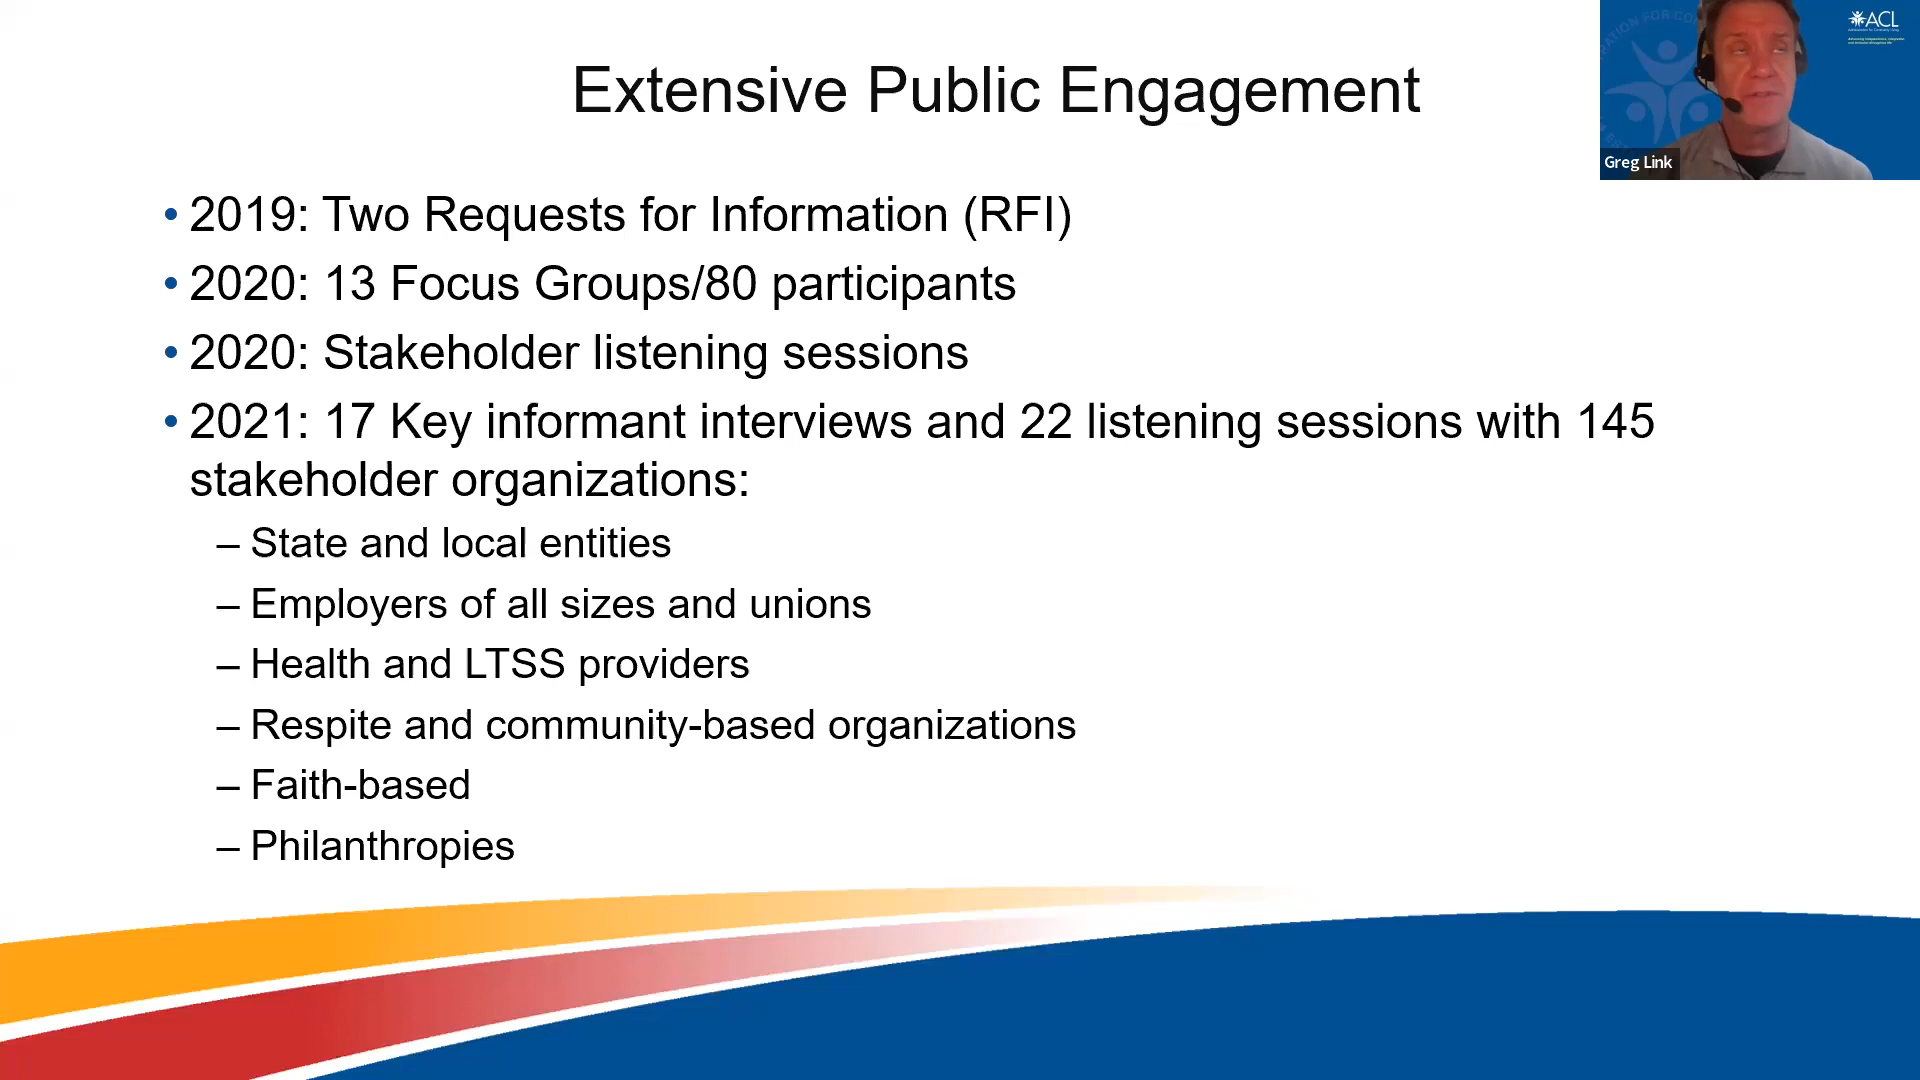 Extensive Public Engagement
ACL
Greg Link
• 2019: Two Requests for Information (RFI)
• 2020: 13 Focus Groups/80 participants
• 2020: Stakeholder listening sessions
• 2021: 17 Key informant interviews and 22 listening sessions with 145
stakeholder organizations:
– State and local entities
– Employers of all sizes and unions
– Health and LTSS providers
– Respite and community-based organizations
– Faith-based
– Philanthropies